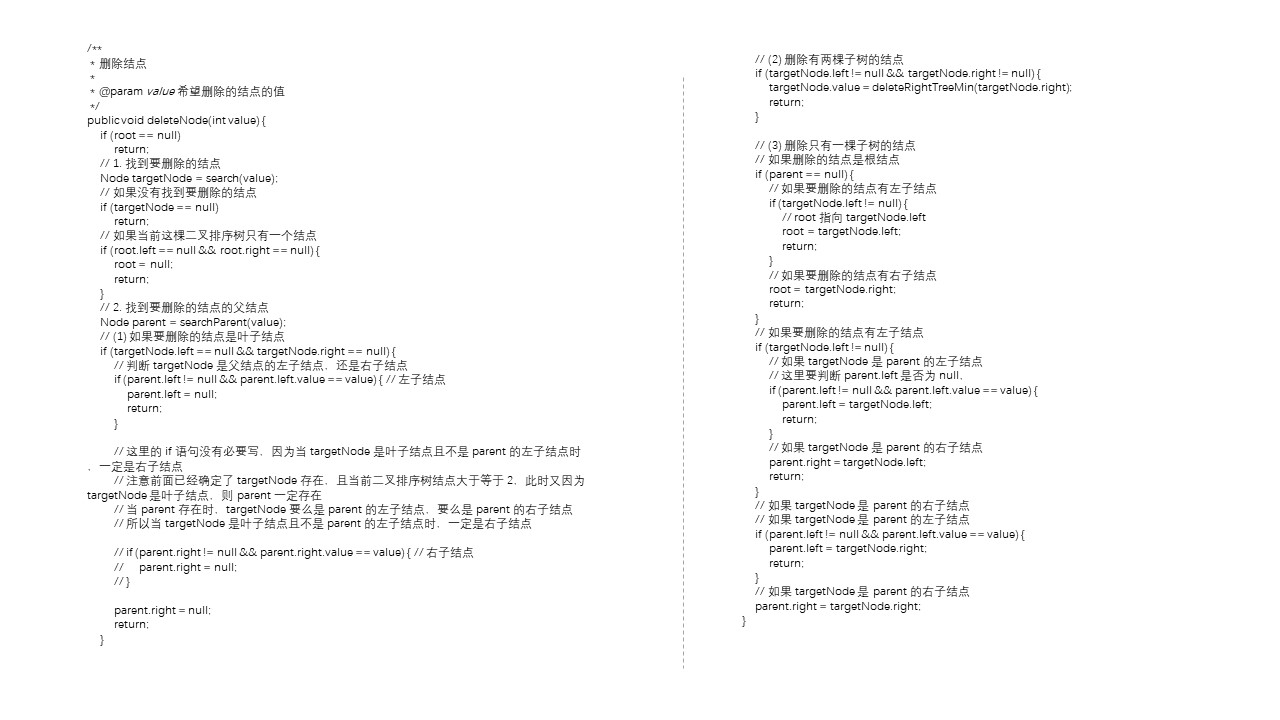 /**
 * 删除结点
 *
 * @param value 希望删除的结点的值
 */
public void deleteNode(int value) {
    if (root == null)
        return;
    // 1. 找到要删除的结点
    Node targetNode = search(value);
    // 如果没有找到要删除的结点
    if (targetNode == null)
        return;
    // 如果当前这棵二叉排序树只有一个结点
    if (root.left == null && root.right == null) {
        root = null;
        return;
    }
    // 2. 找到要删除的结点的父结点
    Node parent = searchParent(value);
    // (1) 如果要删除的结点是叶子结点
    if (targetNode.left == null && targetNode.right == null) {
        // 判断 targetNode 是父结点的左子结点，还是右子结点
        if (parent.left != null && parent.left.value == value) { // 左子结点
            parent.left = null;
            return;
        }

        // 这里的 if 语句没有必要写，因为当 targetNode 是叶子结点且不是 parent 的左子结点时
，一定是右子结点
        // 注意前面已经确定了 targetNode 存在，且当前二叉排序树结点大于等于 2，此时又因为
targetNode 是叶子结点，则 parent 一定存在
        // 当 parent 存在时，targetNode 要么是 parent 的左子结点，要么是 parent 的右子结点
        // 所以当 targetNode 是叶子结点且不是 parent 的左子结点时，一定是右子结点

        // if (parent.right != null && parent.right.value == value) { // 右子结点
        //     parent.right = null;
        // }

        parent.right = null;
        return;
    }
    // (2) 删除有两棵子树的结点
    if (targetNode.left != null && targetNode.right != null) {
        targetNode.value = deleteRightTreeMin(targetNode.right);
        return;
    }

    // (3) 删除只有一棵子树的结点
    // 如果删除的结点是根结点
    if (parent == null) {
        // 如果要删除的结点有左子结点
        if (targetNode.left != null) {
            // root 指向 targetNode.left
            root = targetNode.left;
            return;
        }
        // 如果要删除的结点有右子结点
        root = targetNode.right;
        return;
    }
    // 如果要删除的结点有左子结点
    if (targetNode.left != null) {
        // 如果 targetNode 是 parent 的左子结点
        // 这里要判断 parent.left 是否为 null，
        if (parent.left != null && parent.left.value == value) {
            parent.left = targetNode.left;
            return;
        }
        // 如果 targetNode 是 parent 的右子结点
        parent.right = targetNode.left;
        return;
    }
    // 如果 targetNode 是 parent 的右子结点
    // 如果 targetNode 是 parent 的左子结点
    if (parent.left != null && parent.left.value == value) {
        parent.left = targetNode.right;
        return;
    }
    // 如果 targetNode 是 parent 的右子结点
    parent.right = targetNode.right;
}